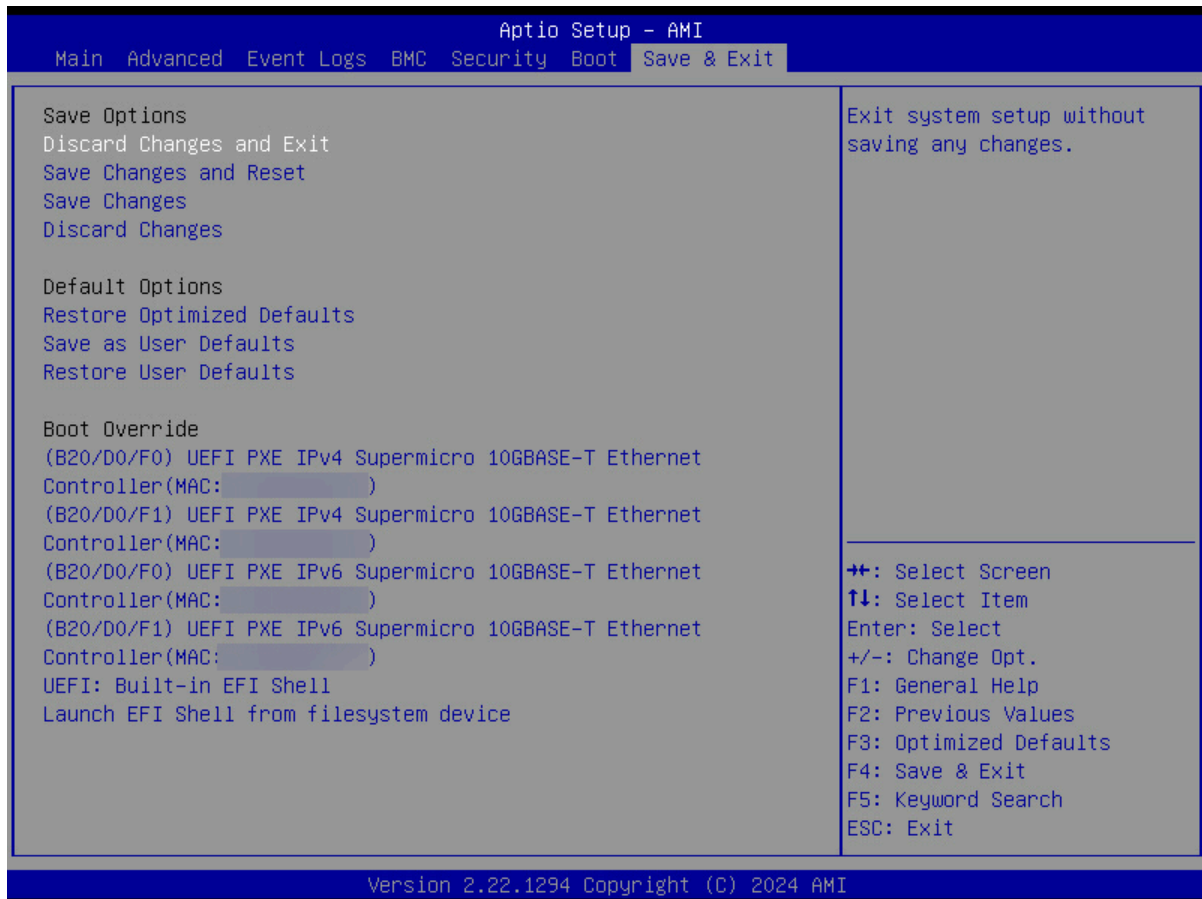 Aptio Setup – AMI
Main Advanced Event Logs BMC Security Boot Save & Exit
Save Options
Discard Changes and Exit
Save Changes and Reset
Save Changes
Discard Changes
Default Options
Restore Optimized Defaults
Save as User Defaults
Restore User Defaults
Boot Override
(B20/D0/F0) UEFI PXE IPv4 Supermicro 10GBASE-T Ethernet
Controller(MAC: )
(B20/D0/F1) UEFI PXE IPv4 Supermicro 10GBASE-T Ethernet
Controller(MAC: )
(B20/D0/F0) UEFI PXE IPv6 Supermicro 10GBASE-T Ethernet
Controller(MAC: )
(B20/D0/F1) UEFI PXE IPv6 Supermicro 10GBASE-T Ethernet
Controller(MAC: )
UEFI: Built-in EFI Shell
Launch EFI Shell from filesystem device
Exit system setup without
saving any changes.
→←: Select Screen
↑↓: Select Item
Enter: Select
+/-: Change Opt.
F1: General Help
F2: Previous Values
F3: Optimized Defaults
F4: Save & Exit
F5: Keyword Search
ESC: Exit
Version 2.22.1294 Copyright (C) 2024 AMI